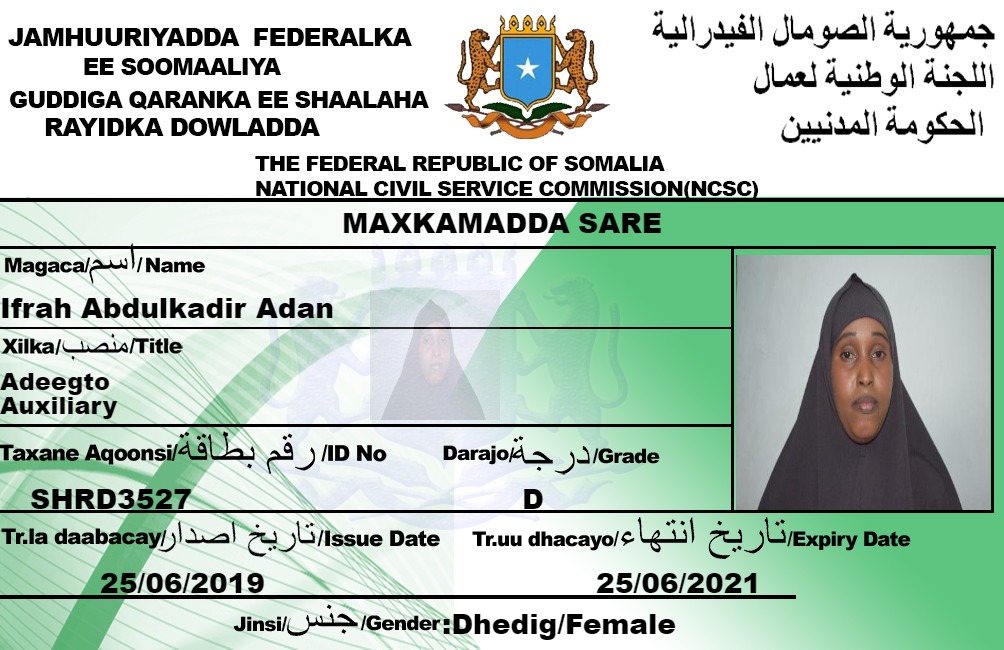 JAMHUURIYADDA FEDERALKA
EE SOOMAALIYA
GUDDIGA QARANKA EE SHAALAHA
RAYIDKA DOWLADDA
جمهورية الصومال الفيدرالية
اللجنة الوطنية لعمال
الحكومة المدنيين
THE FEDERAL REPUBLIC OF SOMALIA
NATIONAL CIVIL SERVICE COMMISSION(NCSC)
MAXKAMADDA SARE
Magaca/اسم/Name
Ifrah Abdulkadir Adan
Xilka/منصب/Title
Adeegto
Auxiliary
Taxane Aqoonsi/رقم بطاقة/ID No
Darajo/درجة/Grade
SHRD3527
D
Tr.la daabacay/تاريخ اصدار/Issue Date
Tr.uu dhacayo/تاريخ انتهاء/Expiry Date
25/06/2019
25/06/2021
Jinsi/جنس/Gender:Dhedig/Female